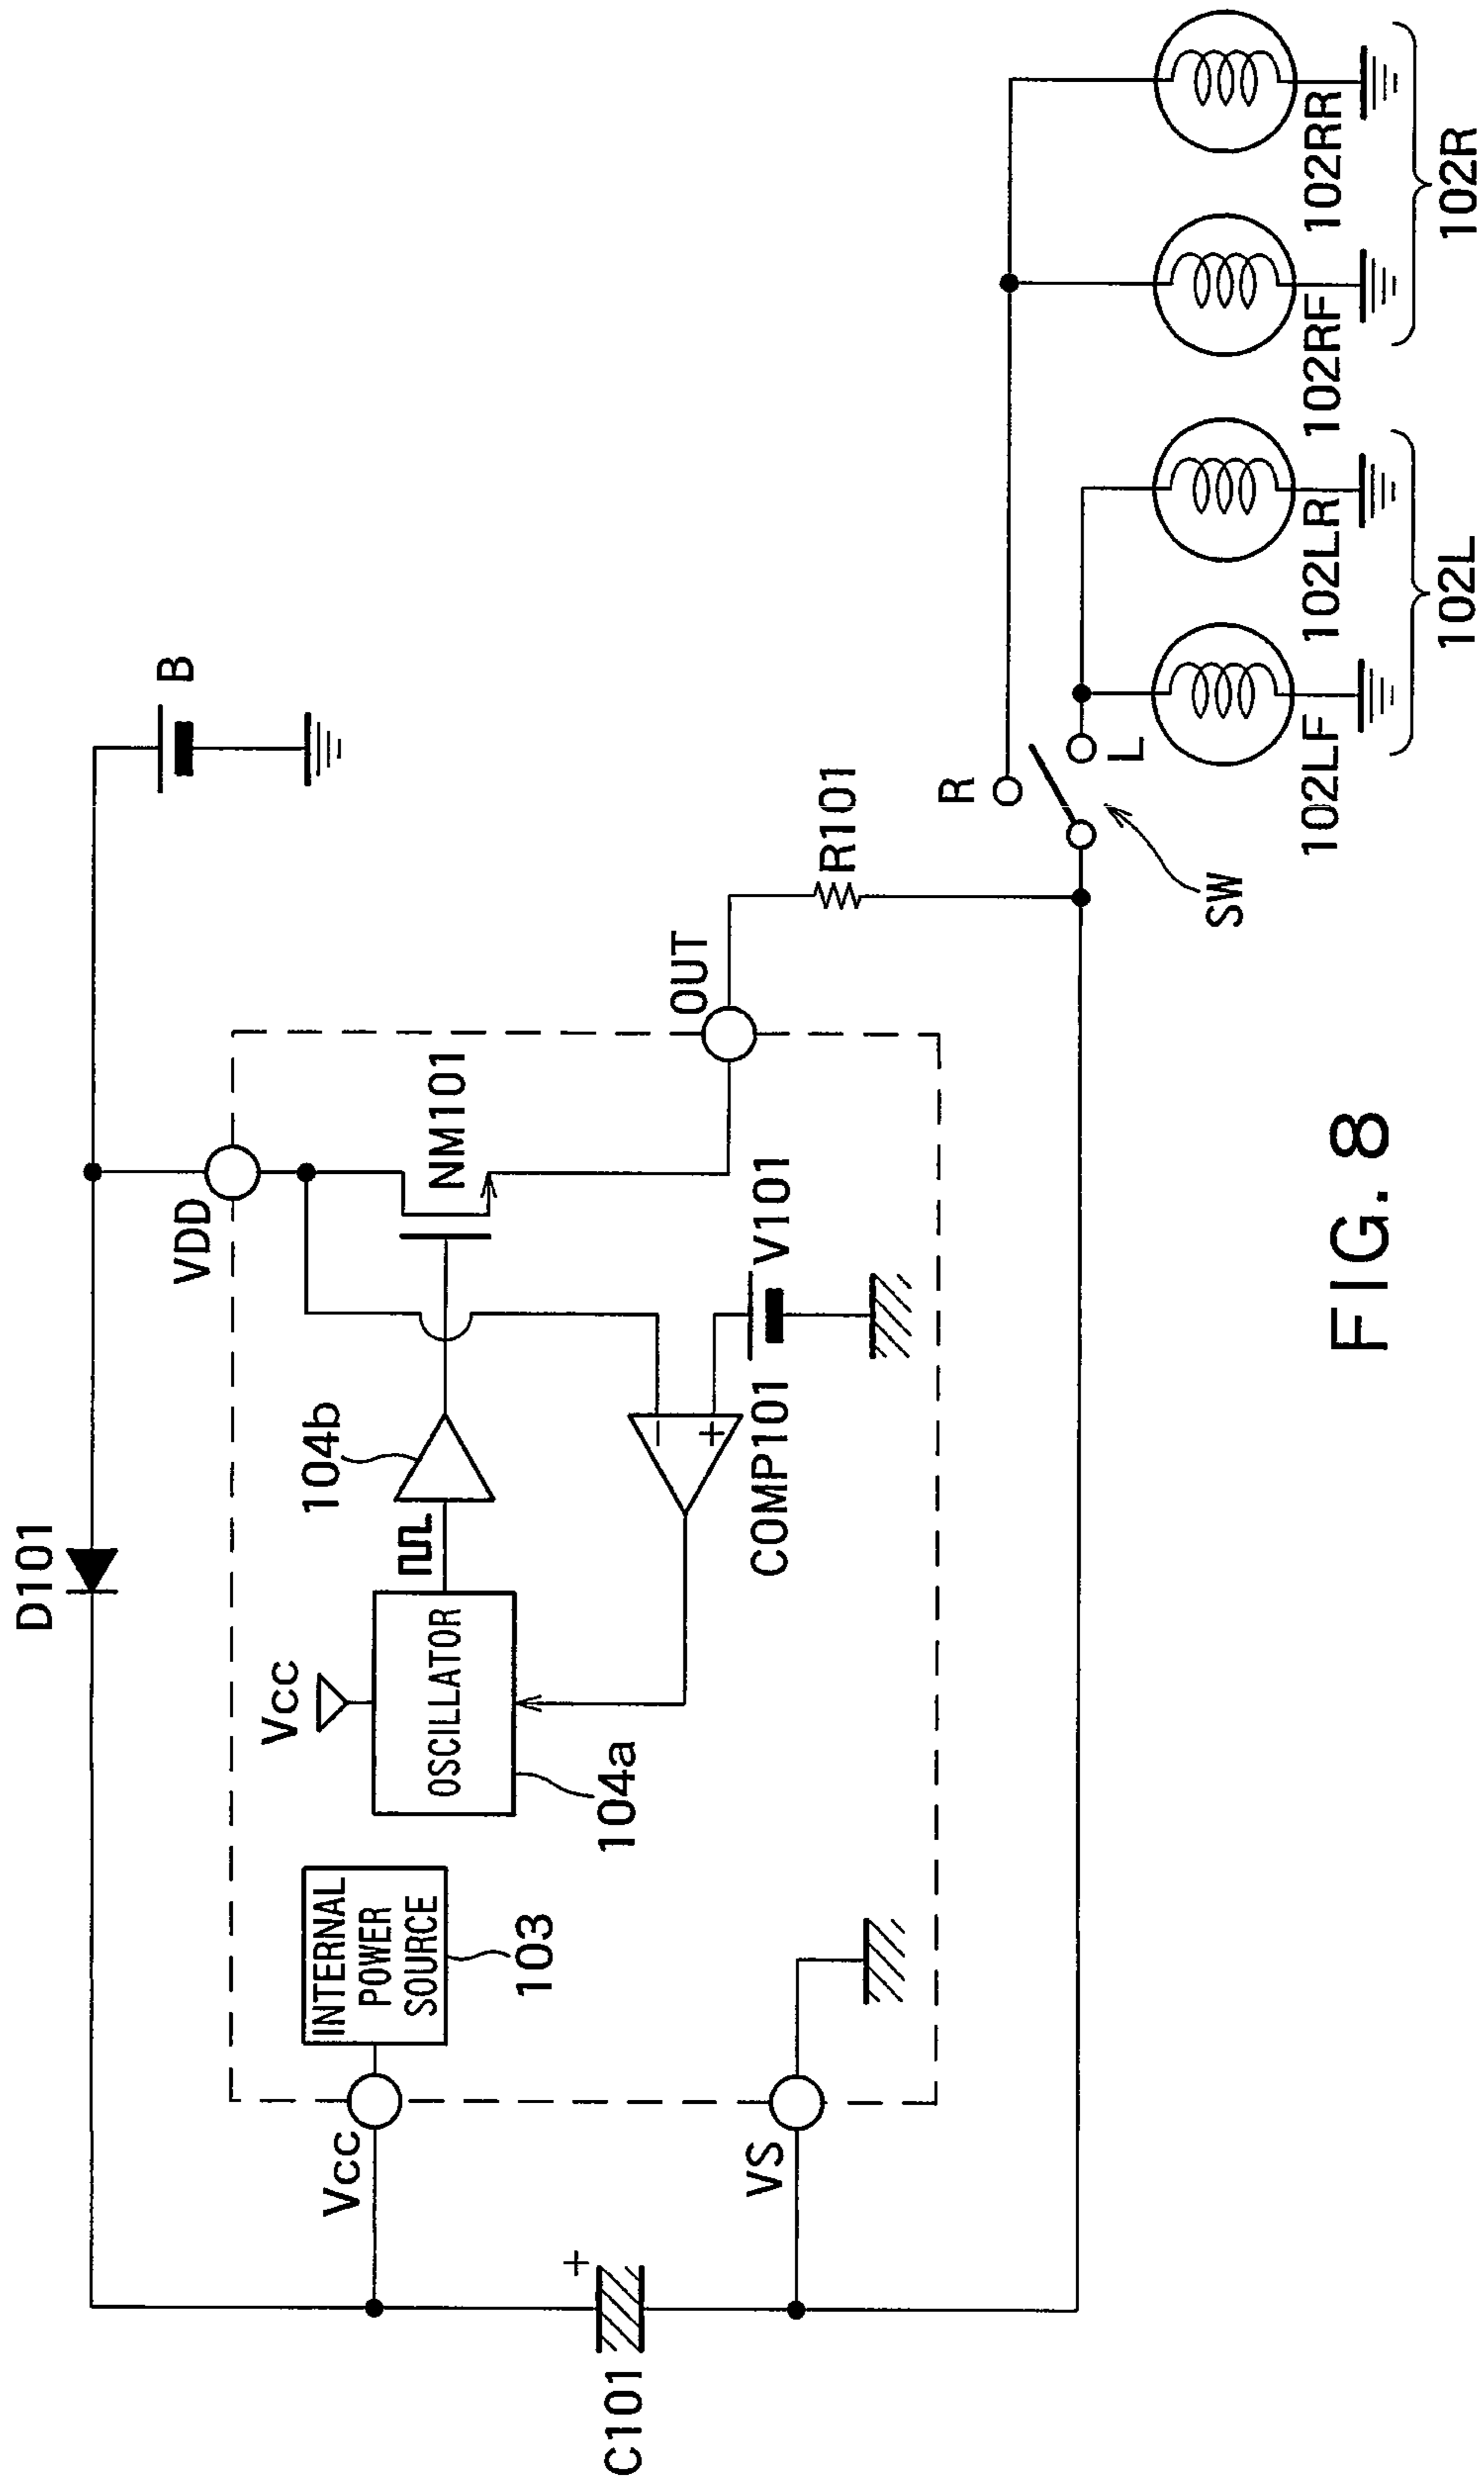 D101
B
VDD
Vcc
104b
NM101
OUT
INTERNAL
POWER
SOURCE
103
OSCILLATOR
104a
Vcc
+
C101
VS
−
+
COMP101
V101
R101
R
L
SW
102LF
102LR
102RF
102RR
102L
102R
FIG. 8